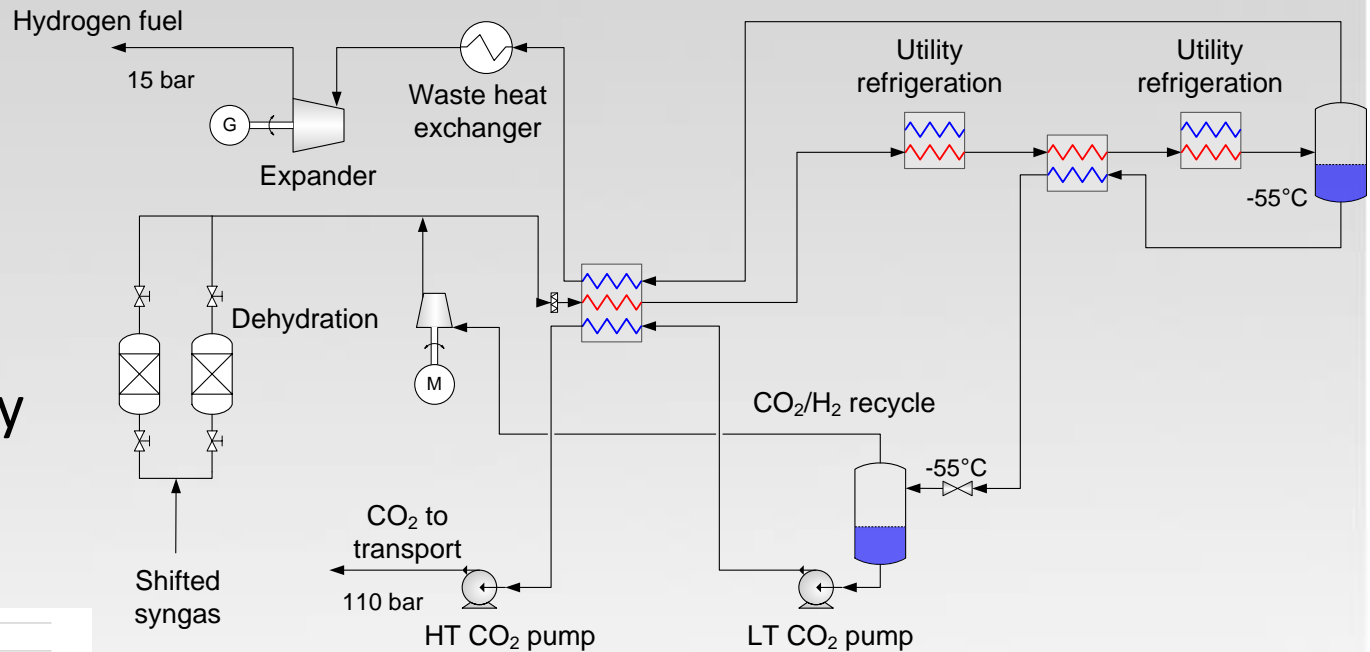 Hydrogen fuel
15 bar
G
Expander
Waste heat
exchanger
Utility
refrigeration
Utility
refrigeration
-55°C
Dehydration
M
y
CO₂/H₂ recycle
-55°C
CO₂ to
transport
110 bar
Shifted
syngas
HT CO₂ pump
LT CO₂ pump